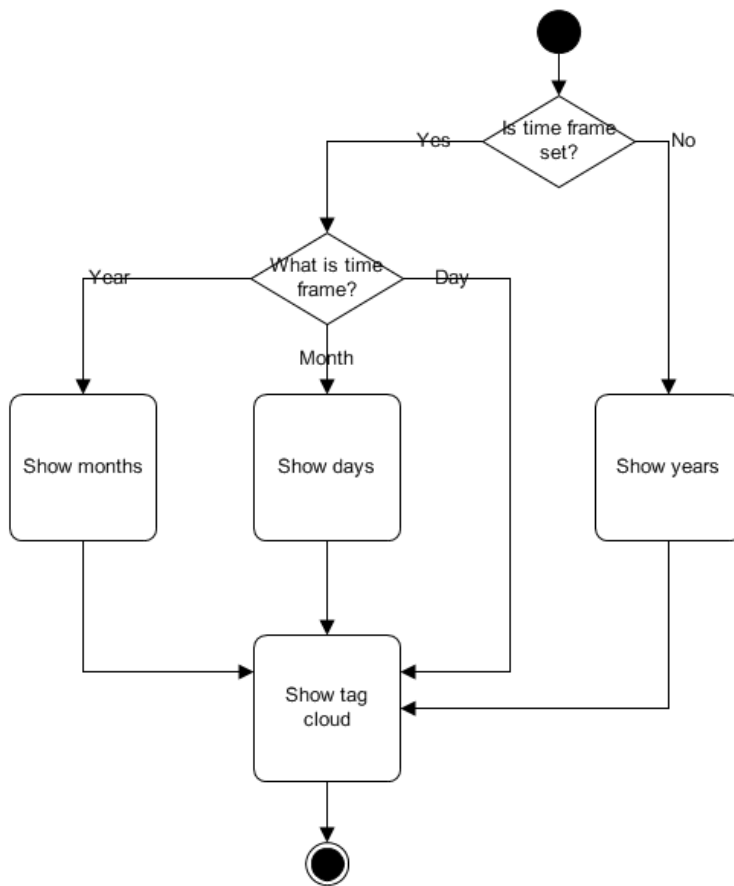 Is time frame
set?
Yes
No
What is time
frame?
Year
Day
Month
Show months
Show days
Show years
Show tag
cloud